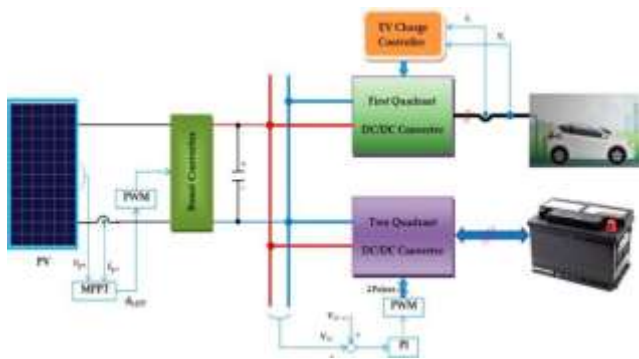 EV Charge
Controller
First Quadrant
DC/DC Converter
Boost Converter
PWM
Two Quadrant
DC/DC Converter
PV
MPPT
2Pulses
PWM
PI